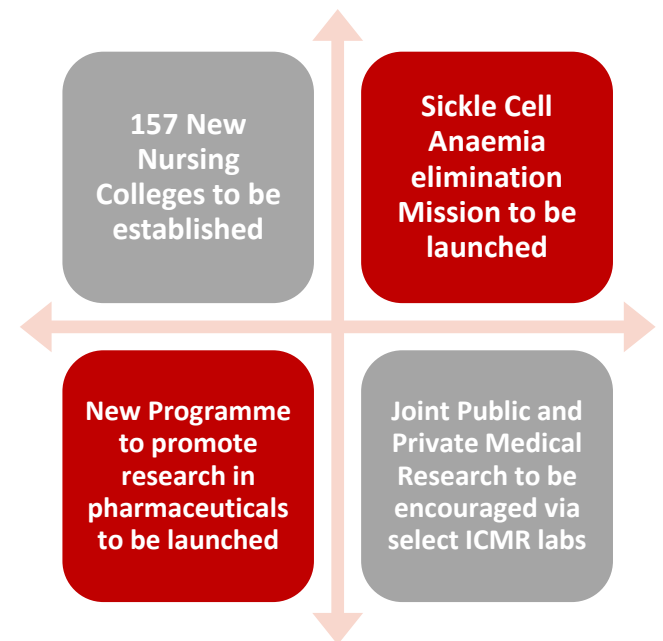 157 New
Nursing
Colleges to be
established
Sickle Cell
Anaemia
elimination
Mission to be
launched
New Programme
to promote
research in
pharmaceuticals
to be launched
Joint Public and
Private Medical
Research to be
encouraged via
select ICMR labs